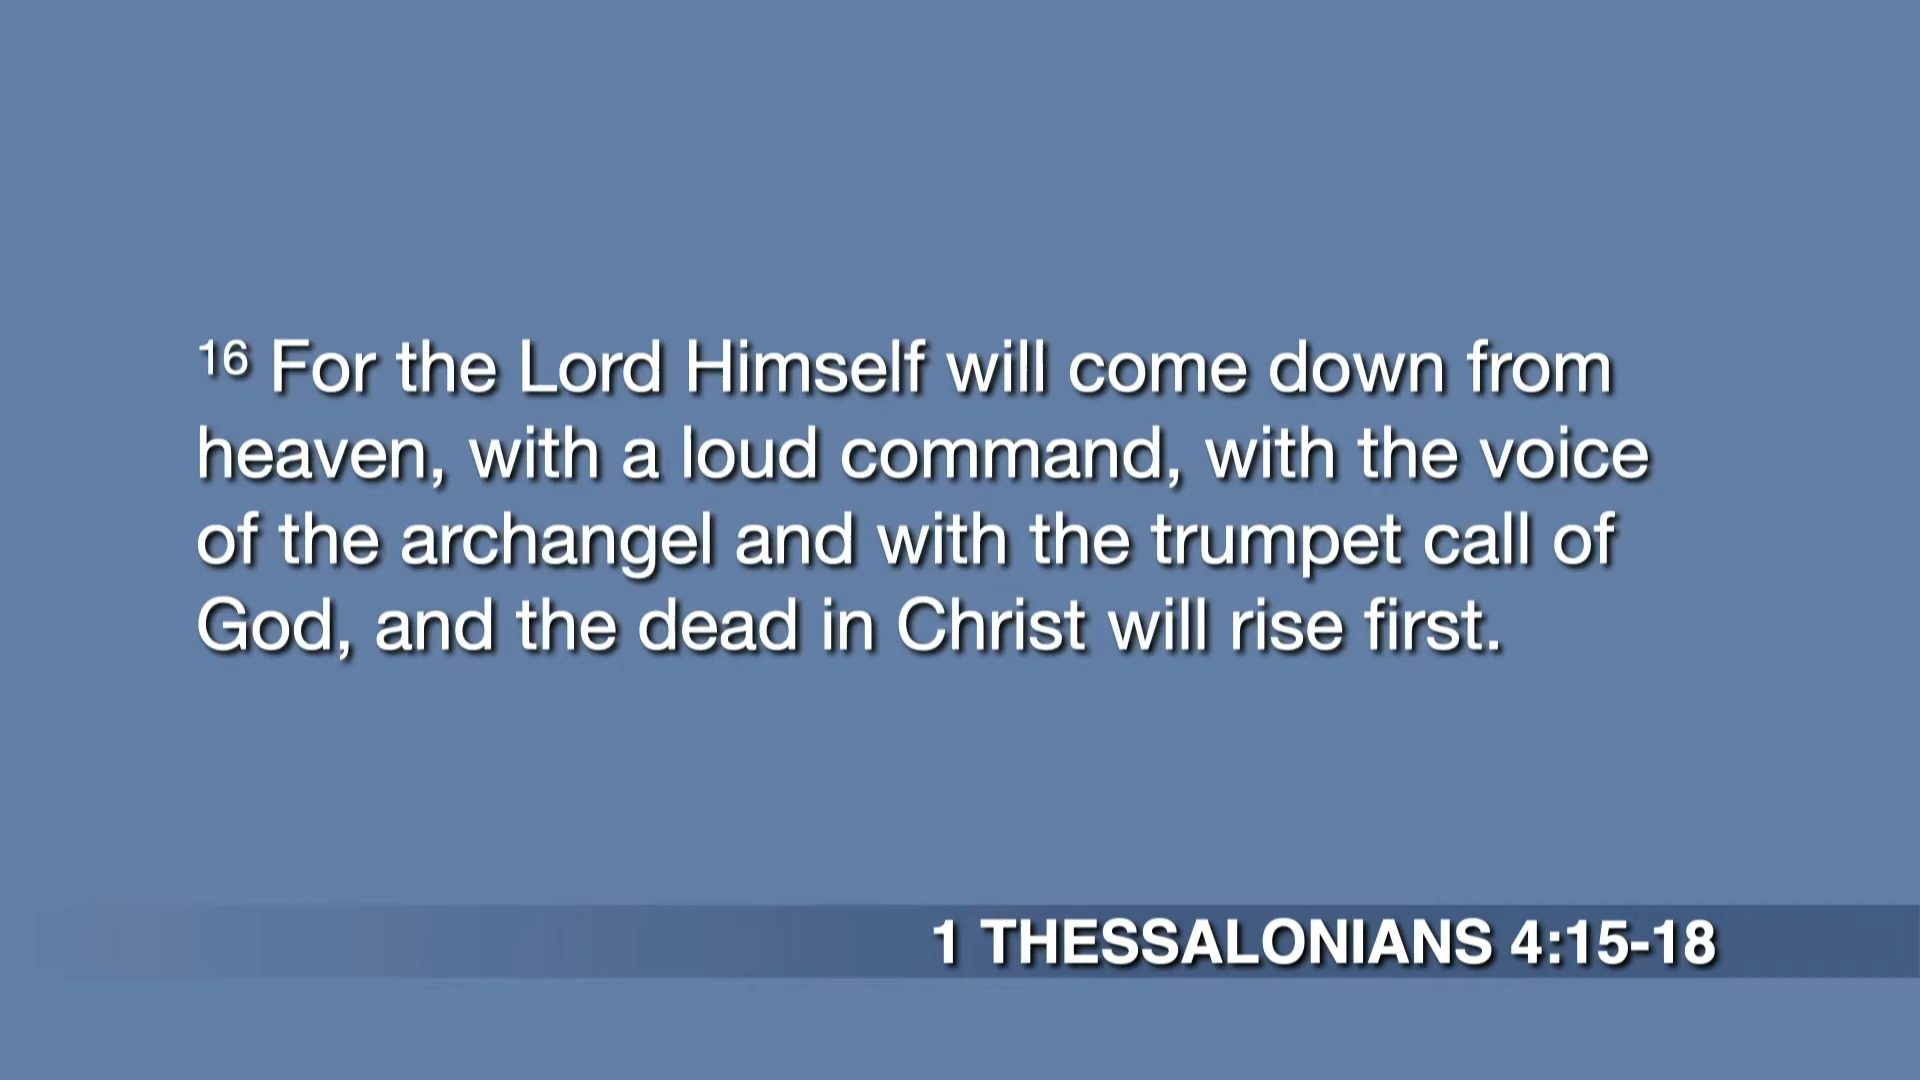 16 For the Lord Himself will come down from
heaven, with a loud command, with the voice
of the archangel and with the trumpet call of
God, and the dead in Christ will rise first.
1 THESSALONIANS 4:15-18